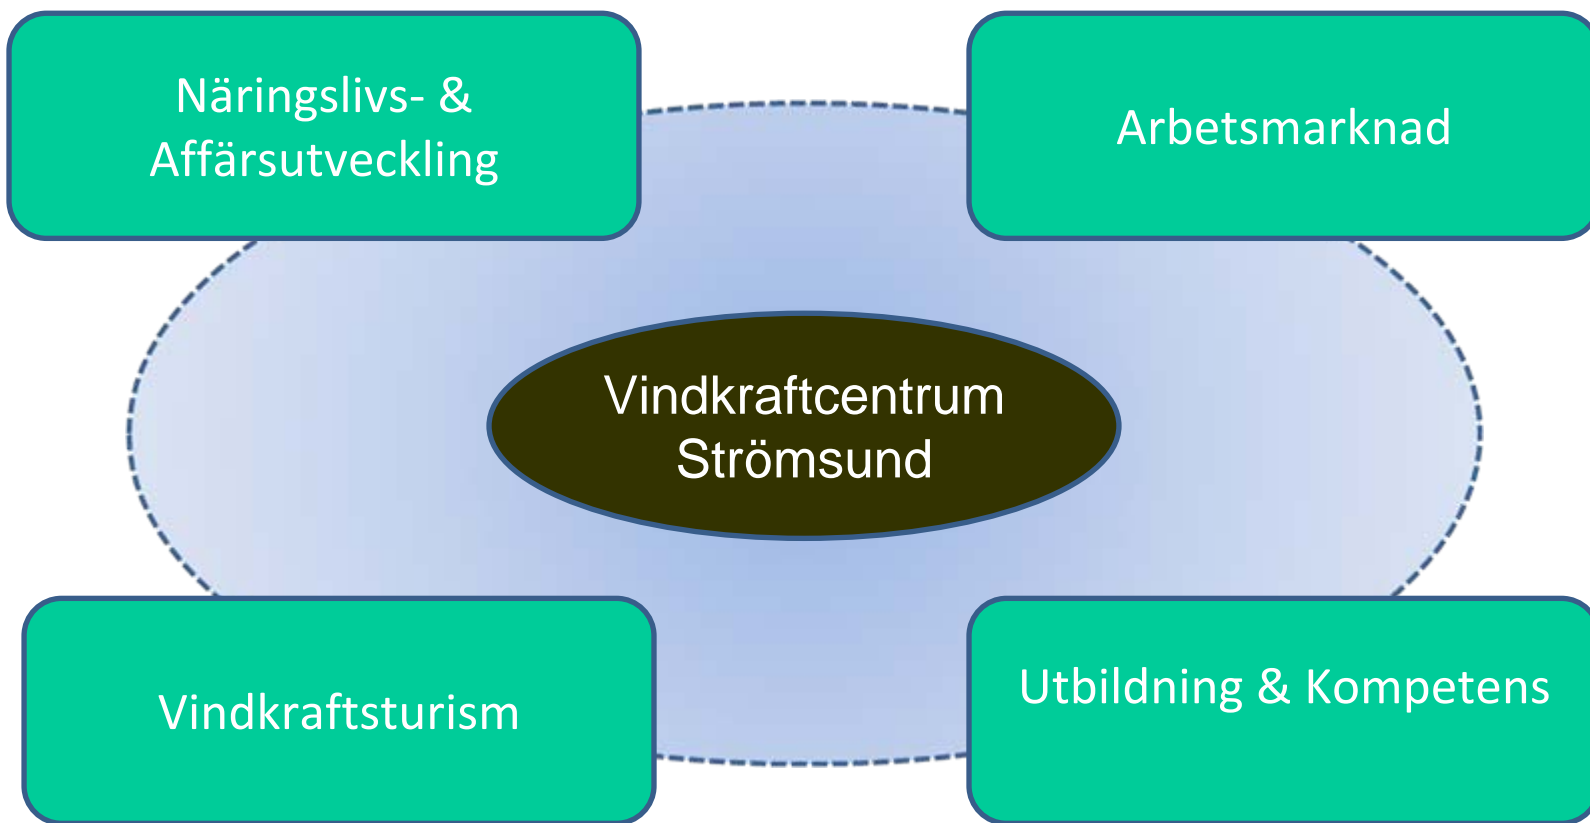 Näringslivs- &
Affärsutveckling
Arbetsmarknad
Vindkraftcentrum
Strömsund
Vindkraftsturism
Utbildning & Kompetens